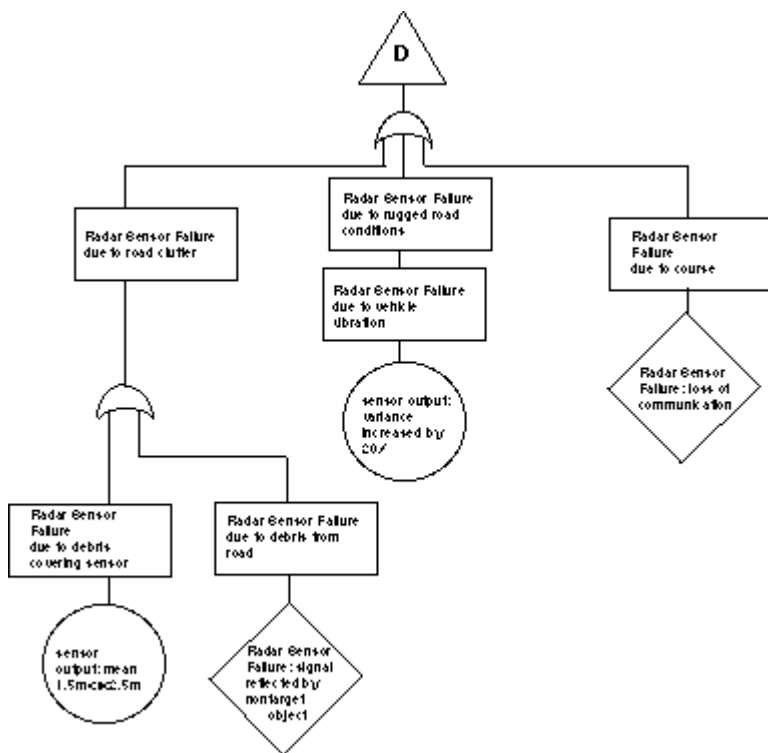 D
Radar Sensor Failure
due to road clutter
Radar Sensor Failure
due to rugged road
conditions
Radar Sensor
Failure
due to course
Radar Sensor Failure
due to vehicle
vibration
sensor output:
variance
increased by
Radar Sensor
Failure: loss of
communication
Radar Sensor
Failure
due to debris
covering sensor
Radar Sensor Failure
due to debris from
road
sensor
output: mean
Radar Sensor
Failure: signal
reflected by
nontarget
object